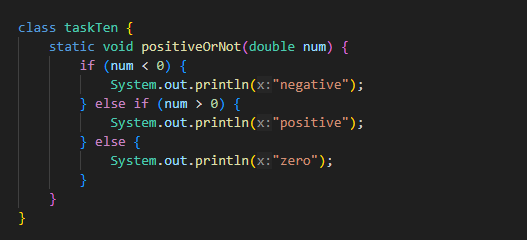 class taskTen {
static void positiveOrNot(double num) {
if (num < 0) {
System.out.println(x:"negative");
} else if (num > 0) {
System.out.println(x:"positive");
} else {
System.out.println(x:"zero");
}
}
}